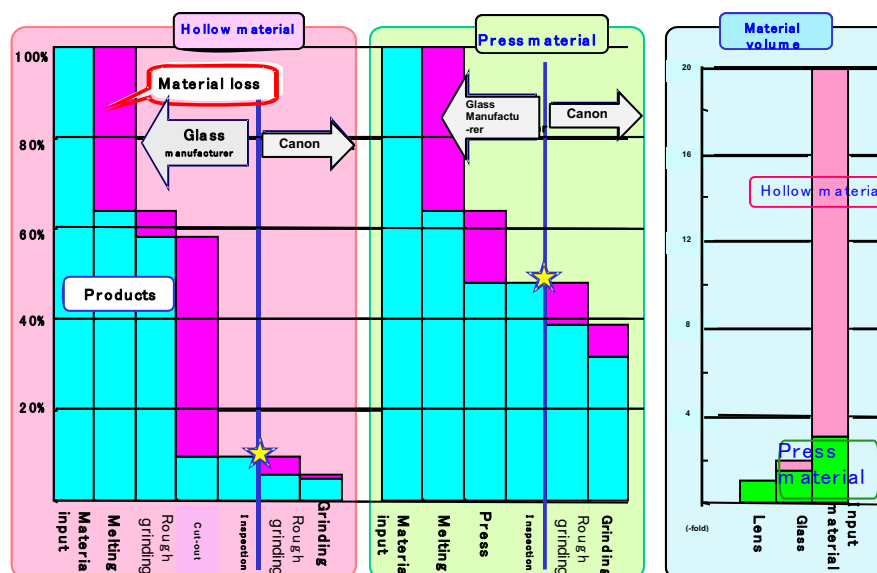 Hollow material
100%
80%
60%
40%
20%
Material loss
Glass
manufacturer
Canon
Products
Material
input
Melting
Rough
grinding
Cut-out
Inspection
Rough
grinding
Grinding
Press material
Glass
Manufactu
-rer
Canon
Material
input
Melting
Press
Inspection
Rough
grinding
Grinding
Material
volume
20
16
12
8
4
(-fold)
Hollow materia
Press
material
Lens
Glass
Input
material